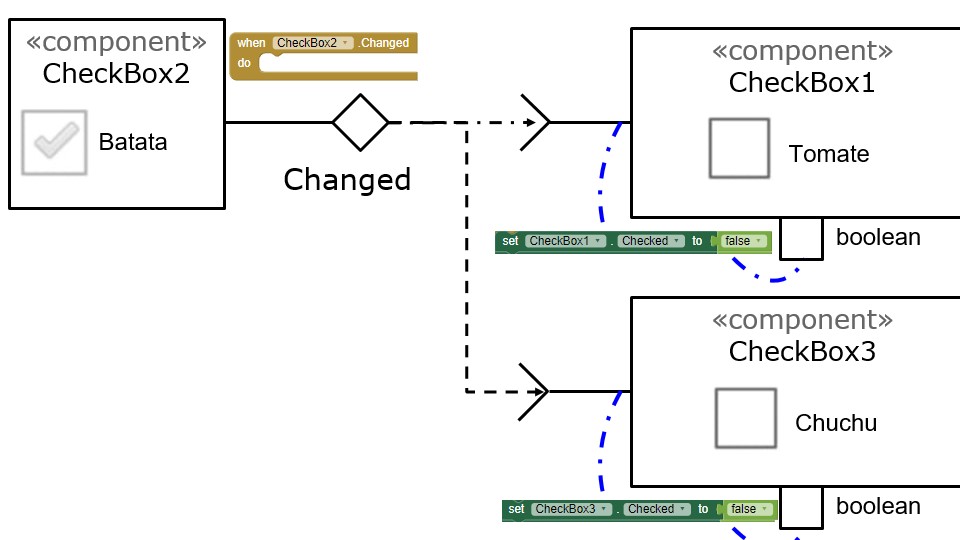 «component»
CheckBox2
Batata
when CheckBox2 .Changed
do
Changed
«component»
CheckBox1
Tomate
set CheckBox1 . Checked to false
boolean
«component»
CheckBox3
Chuchu
set CheckBox3 . Checked to false
boolean